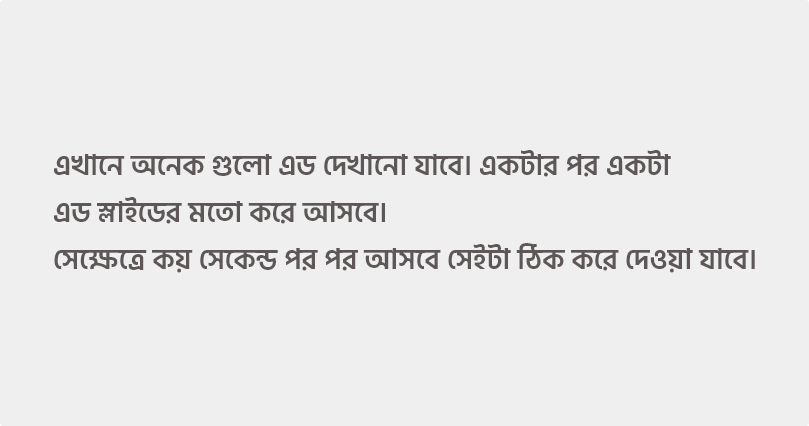 এখানে অনেক গুলো এড দেখানো যাবে। একটার পর একটা
এড স্লাইডের মতো করে আসবে।
সেক্ষেত্রে কয় সেকেন্ড পর পর আসবে সেইটা ঠিক করে দেওয়া যাবে।